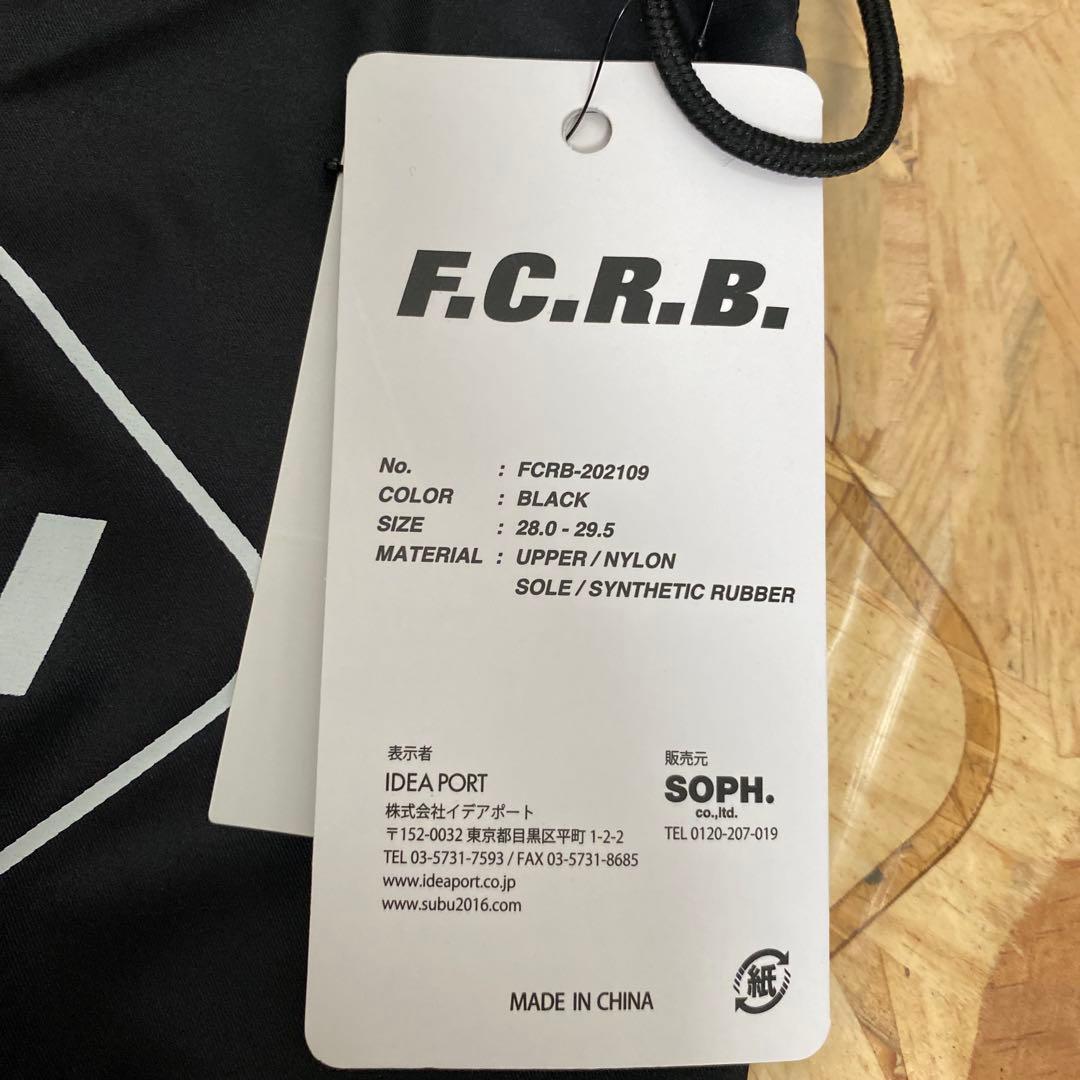 F.C.R.B.
No. : FCRB-202109
COLOR : BLACK
SIZE : 28.0 - 29.5
MATERIAL : UPPER / NYLON
SOLE / SYNTHETIC RUBBER
表示者
IDEA PORT
株式会社イデアポート
〒152-0032 東京都目黒区平町 1-2-2
TEL 03-5731-7593 / FAX 03-5731-8685
www.ideaport.co.jp
www.subu2016.com
販売元
SOPH.
co.,ltd.
TEL 0120-207-019
MADE IN CHINA
紙